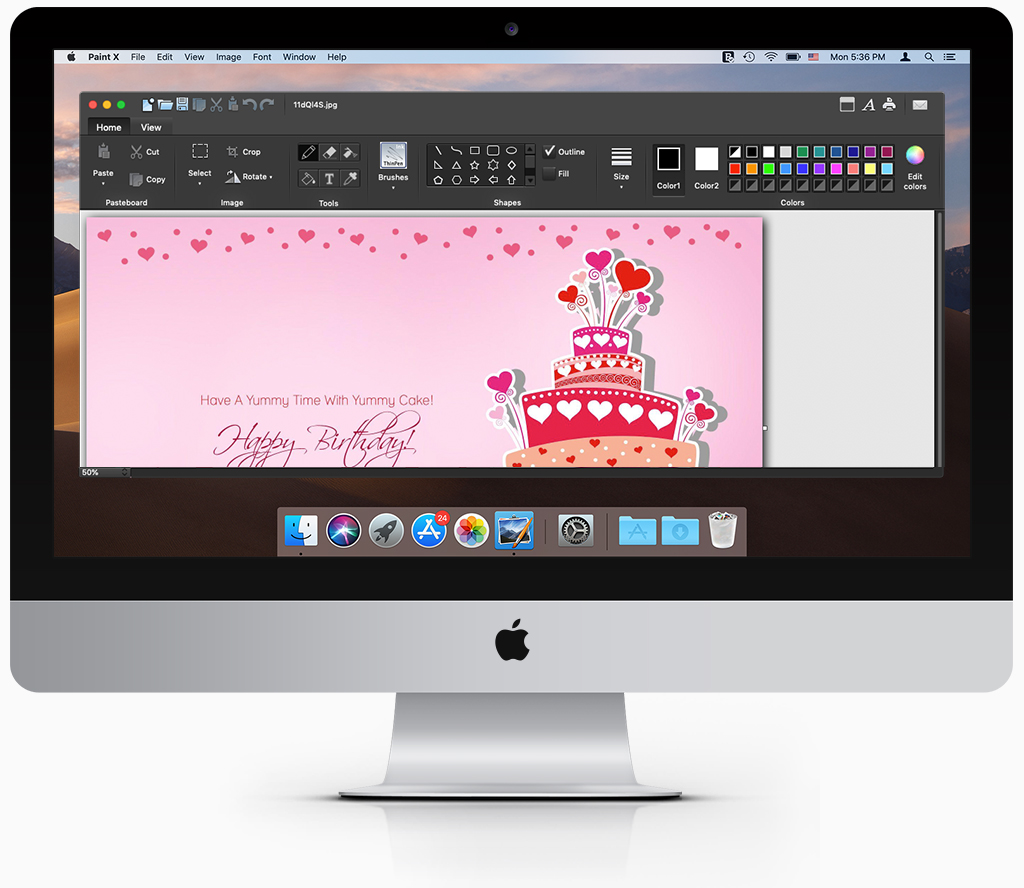 Paint X File Edit View Image Font Window Help Mon 5:36 PM
11dQl4S.jpg
A
Home View
Cut
Crop
ThinPen
Outline
Paste
Copy
Select
Rotate
T
Brushes
Fill
Size
Color1
Color2
Edit
colors
Pasteboard Image Tools Shapes Colors
Have A Yummy Time With Yummy Cake!
Happy Birthday!
50%
24